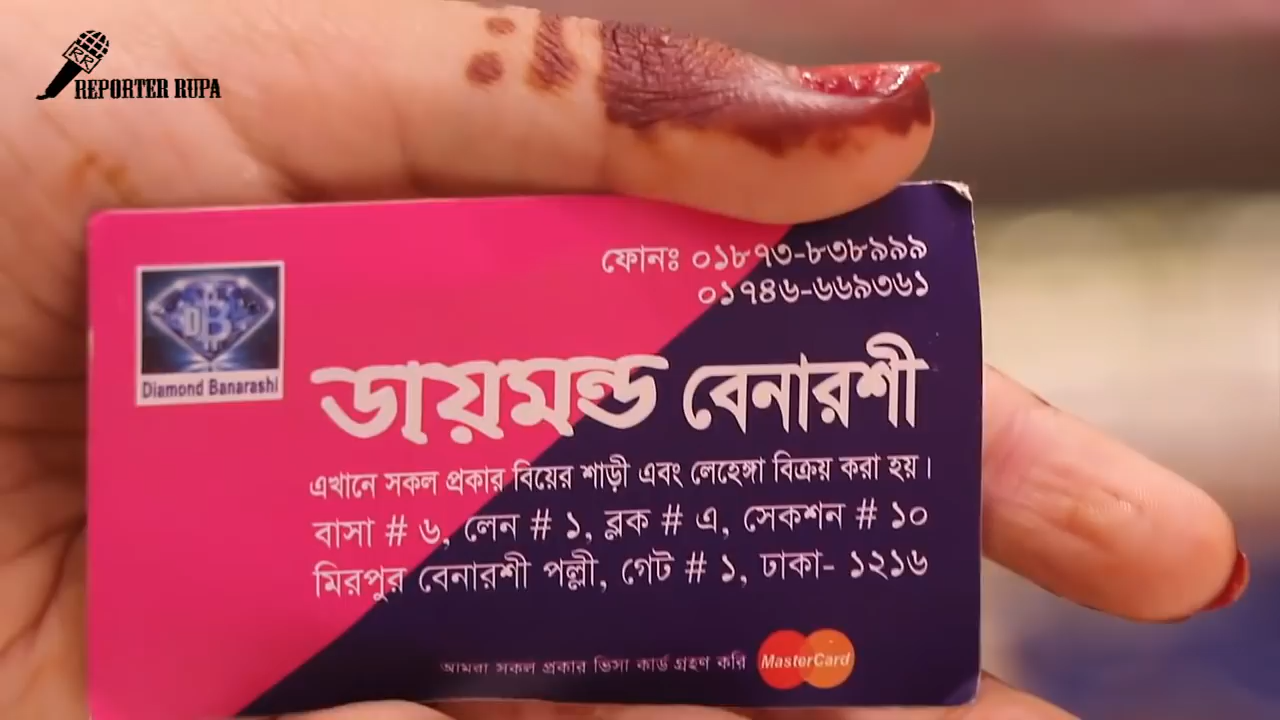 REPORTER RUPA
ফোনঃ ০১৮৭৩-৮৩৮৯৯৯
০১৭৪৬-৬৬৯৩৬১
DB
Diamond Banarashi
ডায়মন্ড বেনারশী
এখানে সকল প্রকার বিয়ের শাড়ী এবং লেহেঙ্গা বিক্রয় করা হয়।
বাসা # ৬, লেন # ১, ব্লক # এ, সেকশন # ১০
মিরপুর বেনারশী পল্লী, গেট # ১, ঢাকা- ১২১৬
আমরা সকল প্রকার ভিসা কার্ড গ্রহণ করি
MasterCard